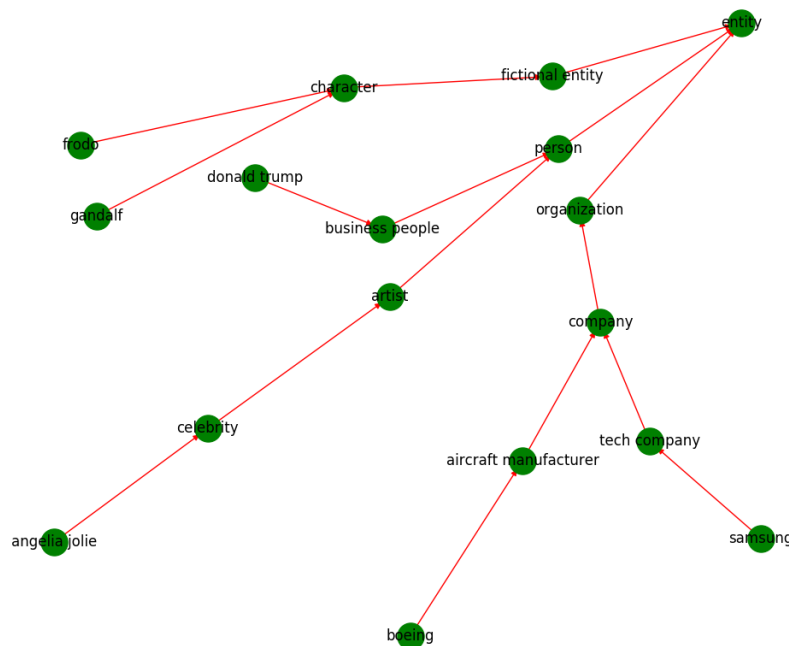 entity
fictional entity
character
frodo
person
donald trump
organization
gandalf
business people
artist
company
celebrity
tech company
aircraft manufacturer
samsung
angelia jolie
boeing